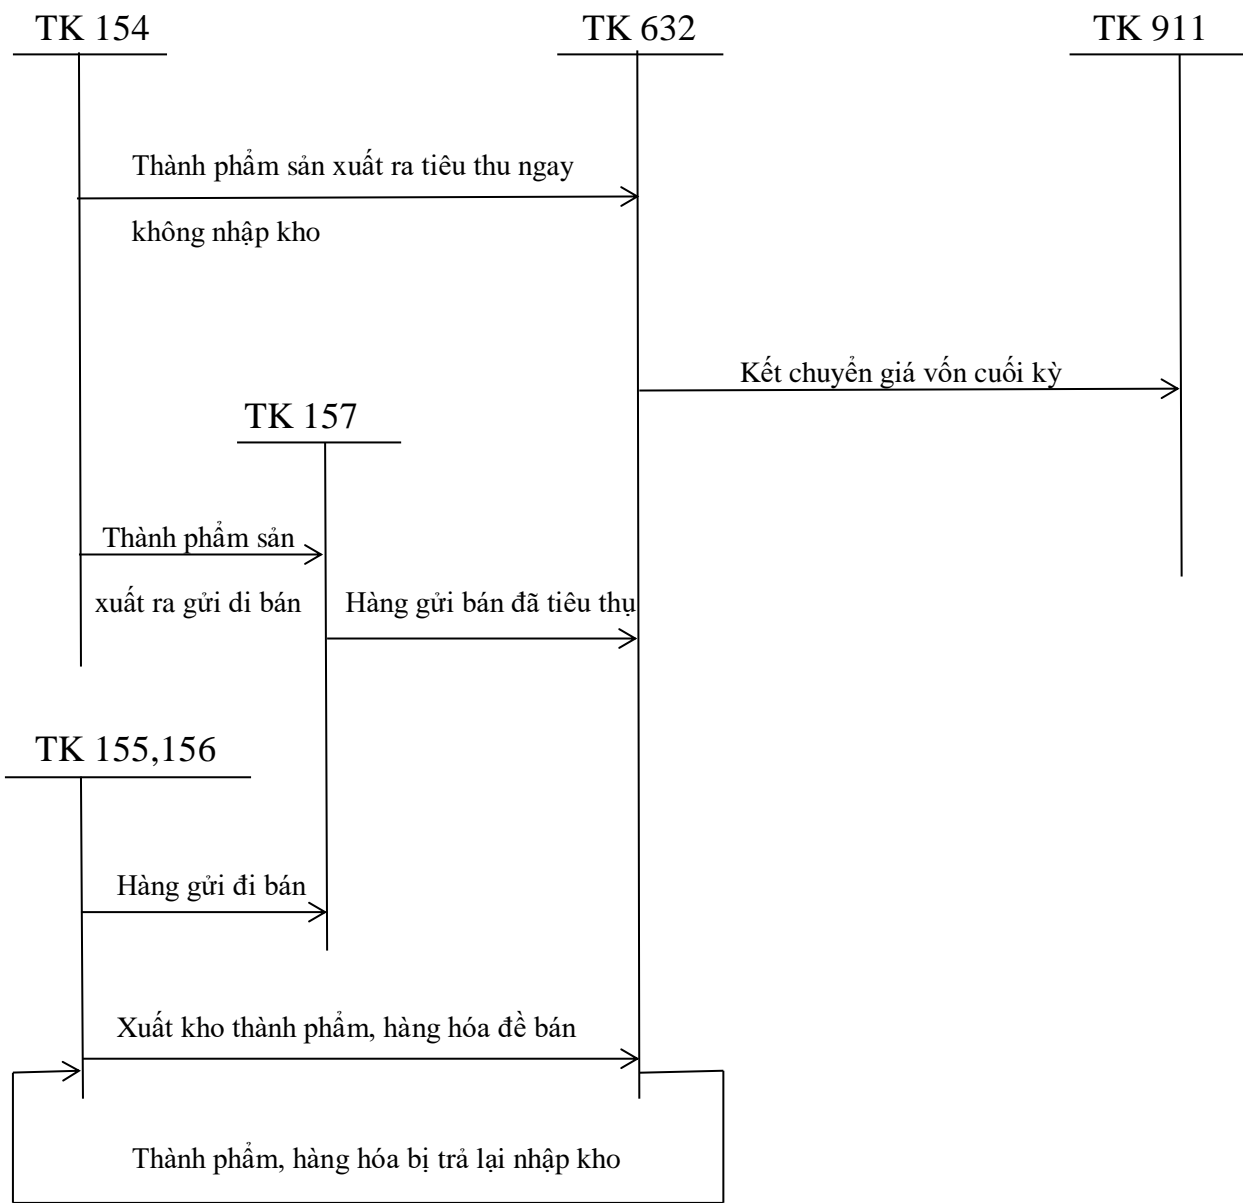 TK 154
TK 632
TK 911
Thành phẩm sản xuất ra tiêu thu ngay
không nhập kho
Kết chuyển giá vốn cuối kỳ
TK 157
Thành phẩm sản
xuất ra gửi di bán
Hàng gửi bán đã tiêu thụ
TK 155,156
Hàng gửi đi bán
Xuất kho thành phẩm, hàng hóa đề bán
Thành phẩm, hàng hóa bị trả lại nhập kho